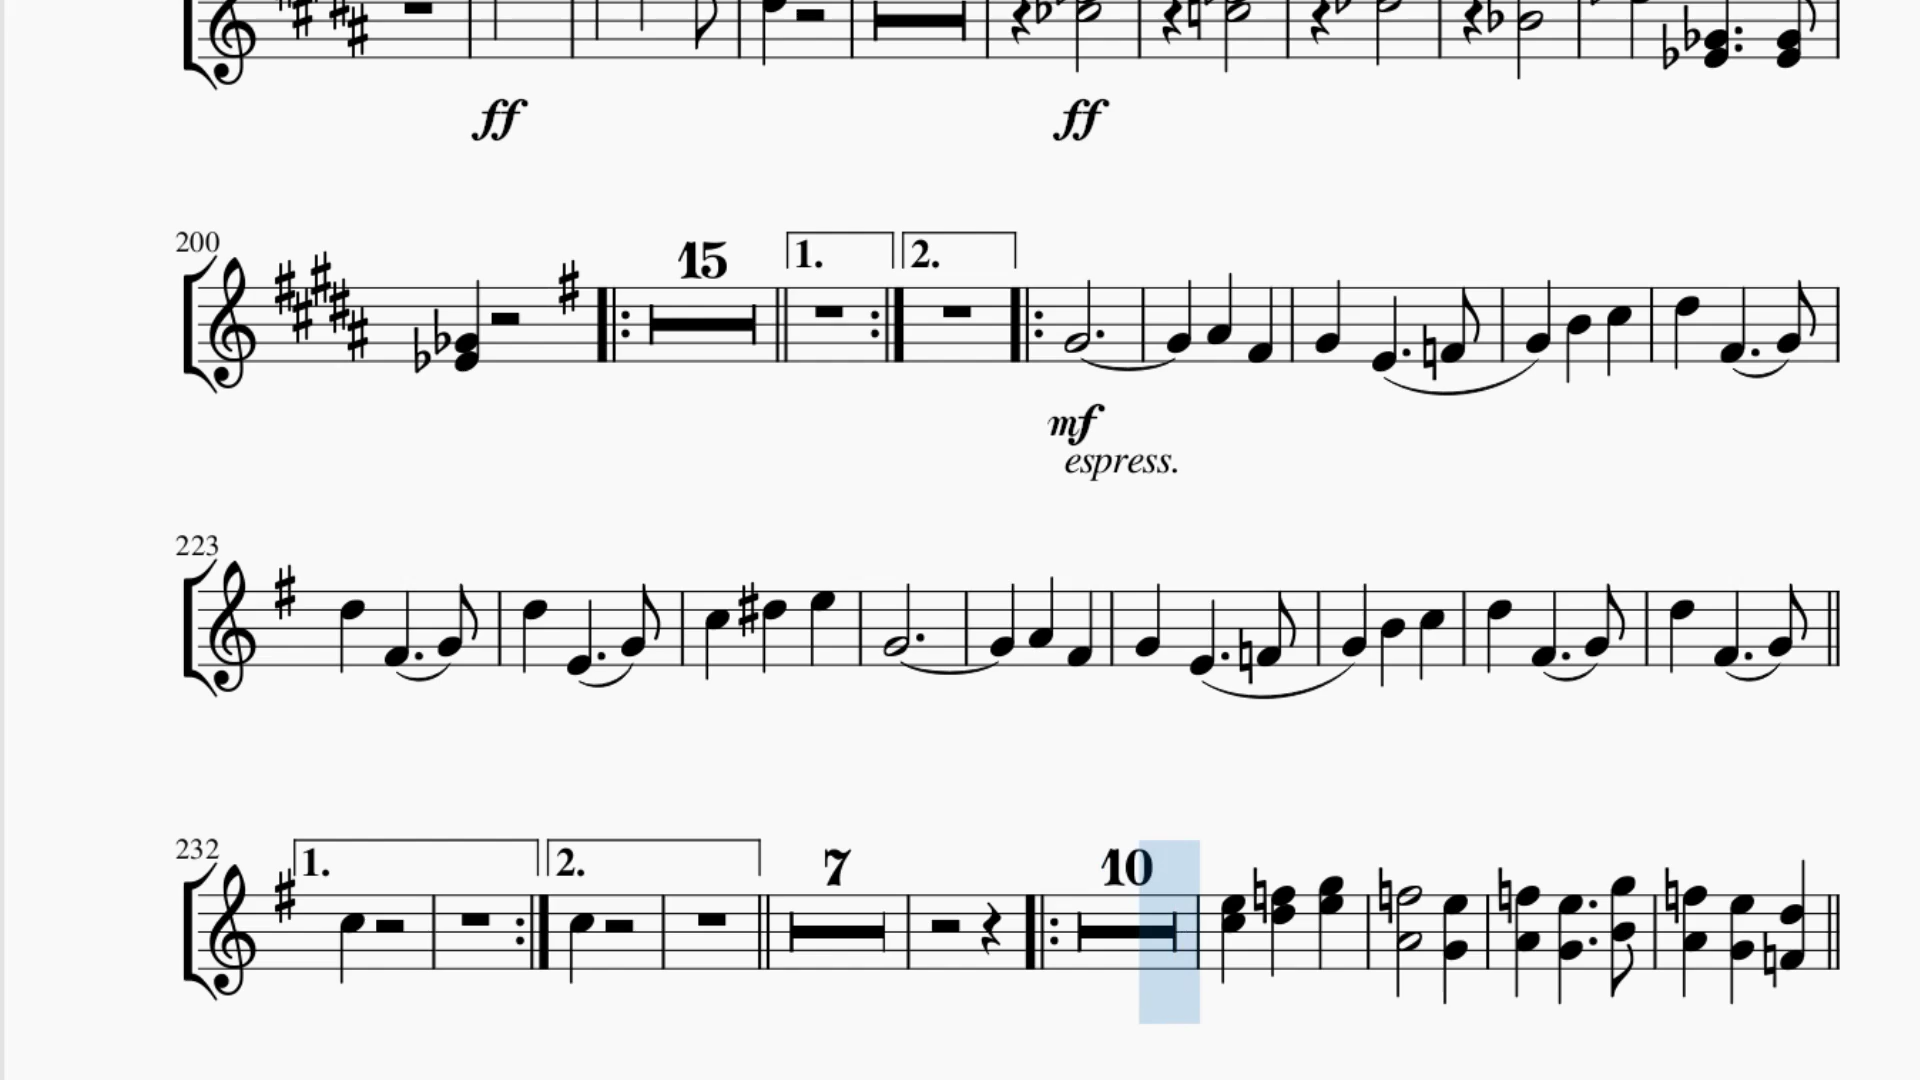 ff ff
200 15 1. 2.
mf
espress.
223
232 1. 2. 7 10